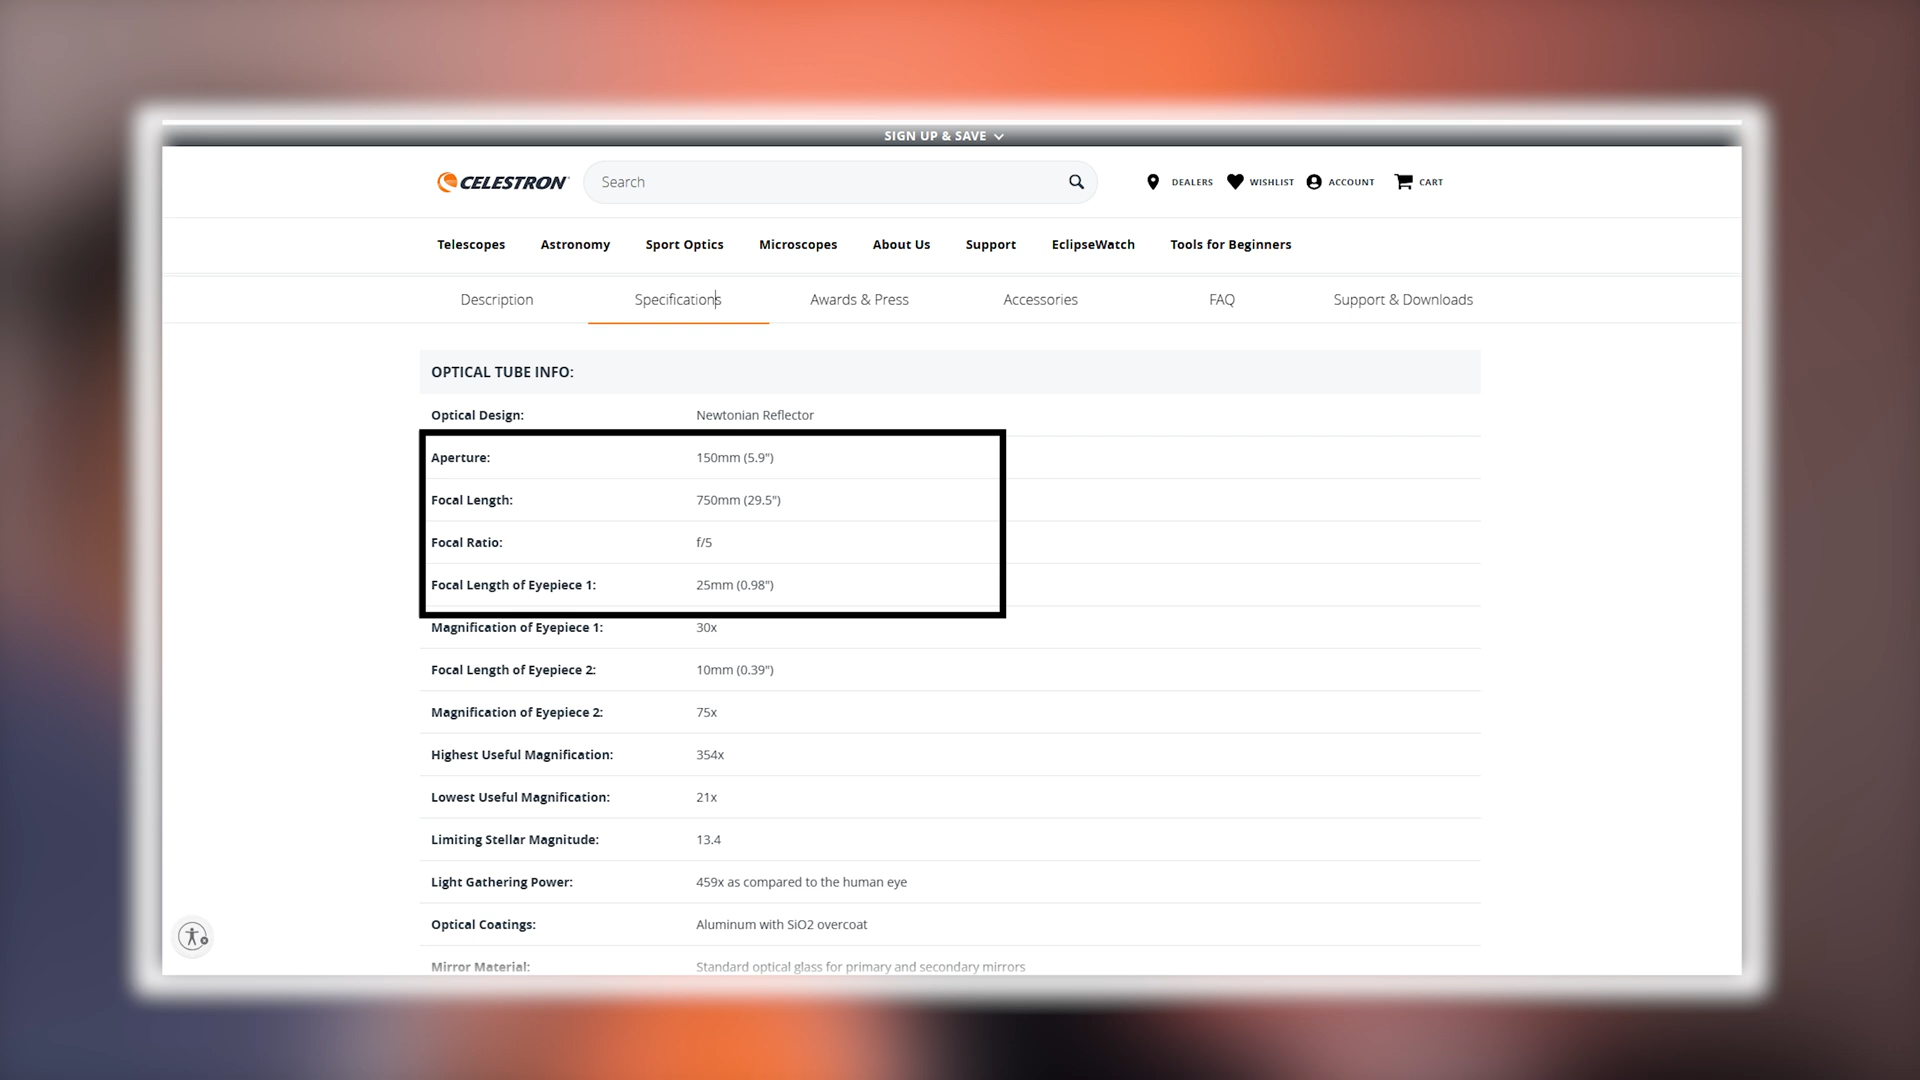 SIGN UP & SAVE
CELESTRON
Search
DEALERS WISHLIST ACCOUNT CART
Telescopes Astronomy Sport Optics Microscopes About Us Support EclipseWatch Tools for Beginners
Description Specifications Awards & Press Accessories FAQ Support & Downloads
OPTICAL TUBE INFO:
Optical Design: Newtonian Reflector
Aperture: 150mm (5.9")
Focal Length: 750mm (29.5")
Focal Ratio: f/5
Focal Length of Eyepiece 1: 25mm (0.98")
Magnification of Eyepiece 1: 30x
Focal Length of Eyepiece 2: 10mm (0.39")
Magnification of Eyepiece 2: 75x
Highest Useful Magnification: 354x
Lowest Useful Magnification: 21x
Limiting Stellar Magnitude: 13.4
Light Gathering Power: 459x as compared to the human eye
Optical Coatings: Aluminum with SiO2 overcoat
Mirror Material: Standard optical glass for primary and secondary mirrors